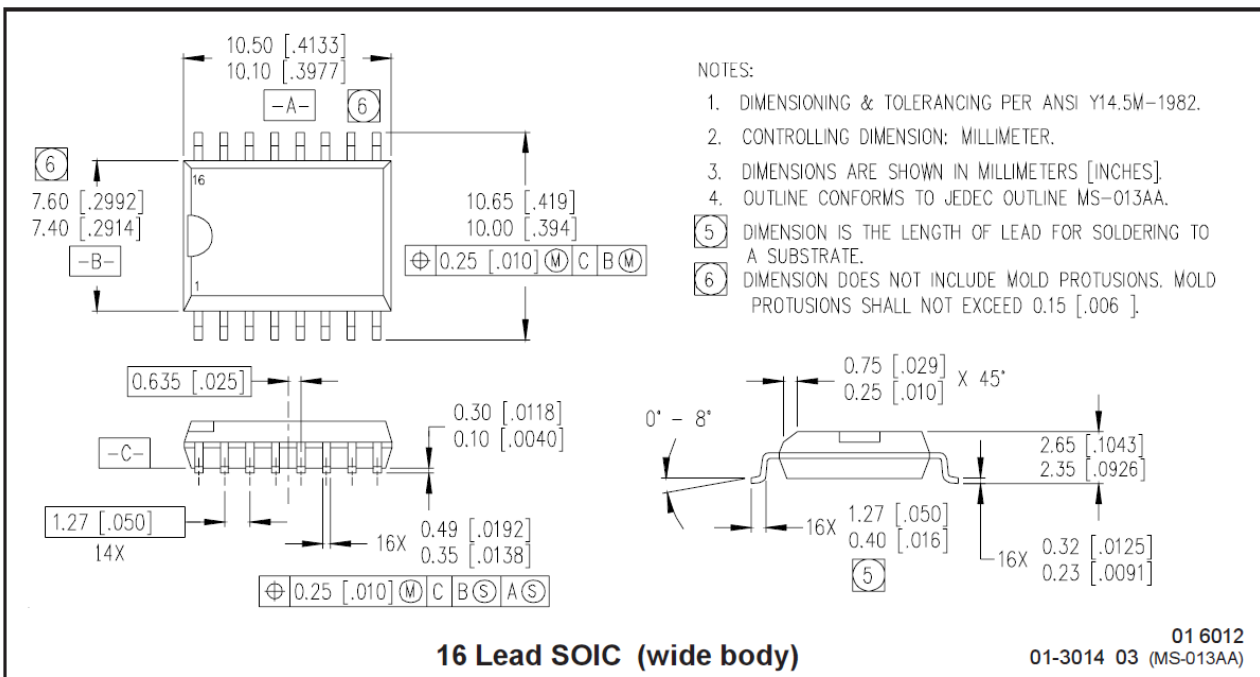 10.50 [.4133]
10.10 [.3977]
-A-
6
6
7.60 [.2992]
7.40 [.2914]
-B-
16
1
10.65 [.419]
10.00 [.394]
⌖ 0.25 [.010] Ⓜ C B Ⓜ
NOTES:
1. DIMENSIONING & TOLERANCING PER ANSI Y14.5M-1982.
2. CONTROLLING DIMENSION: MILLIMETER.
3. DIMENSIONS ARE SHOWN IN MILLIMETERS [INCHES].
4. OUTLINE CONFORMS TO JEDEC OUTLINE MS-013AA.
5 DIMENSION IS THE LENGTH OF LEAD FOR SOLDERING TO
A SUBSTRATE.
6 DIMENSION DOES NOT INCLUDE MOLD PROTUSIONS. MOLD
PROTUSIONS SHALL NOT EXCEED 0.15 [.006 ].
0.635 [.025]
-C-
0.30 [.0118]
0.10 [.0040]
1.27 [.050]
14X
16X
0.49 [.0192]
0.35 [.0138]
⌖ 0.25 [.010] Ⓜ C B Ⓢ A Ⓢ
0.75 [.029]
0.25 [.010]
X 45°
0° - 8°
2.65 [.1043]
2.35 [.0926]
16X
1.27 [.050]
0.40 [.016]
5
16X
0.32 [.0125]
0.23 [.0091]
16 Lead SOIC (wide body)
01 6012
01-3014 03 (MS-013AA)